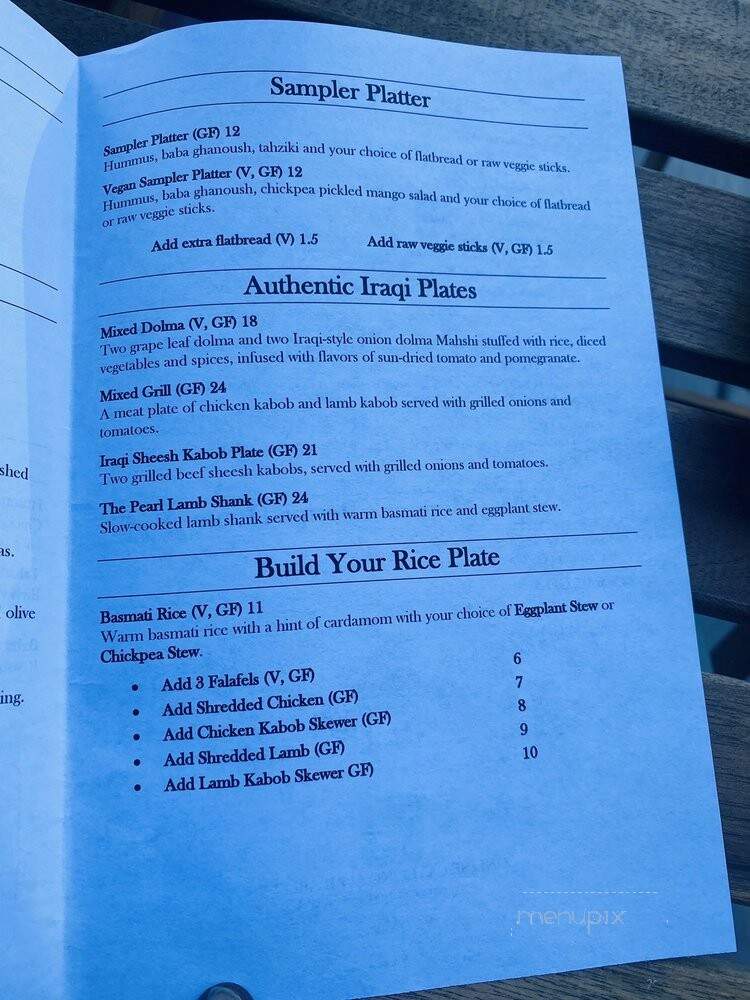 shed
as.
olive
ing.
Sampler Platter
Sampler Platter (GF) 12
Hummus, baba ghanoush, tahziki and your choice of flatbread or raw veggie sticks.
Vegan Sampler Platter (V, GF) 12
Hummus, baba ghanoush, chickpea pickled mango salad and your choice of flatbread
or raw veggie sticks.
Add extra flatbread (V) 1.5 Add raw veggie sticks (V, GF) 1.5
Authentic Iraqi Plates
Mixed Dolma (V, GF) 18
Two grape leaf dolma and two Iraqi-style onion dolma Mahshi stuffed with rice, diced
vegetables and spices, infused with flavors of sun-dried tomato and pomegranate.
Mixed Grill (GF) 24
A meat plate of chicken kabob and lamb kabob served with grilled onions and
tomatoes.
Iraqi Sheesh Kabob Plate (GF) 21
Two grilled beef sheesh kabobs, served with grilled onions and tomatoes.
The Pearl Lamb Shank (GF) 24
Slow-cooked lamb shank served with warm basmati rice and eggplant stew.
Build Your Rice Plate
Basmati Rice (V, GF) 11
Warm basmati rice with a hint of cardamom with your choice of Eggplant Stew or
Chickpea Stew.
• Add 3 Falafels (V, GF) 6
• Add Shredded Chicken (GF) 7
• Add Chicken Kabob Skewer (GF) 8
• Add Shredded Lamb (GF) 9
• Add Lamb Kabob Skewer GF) 10
menupix